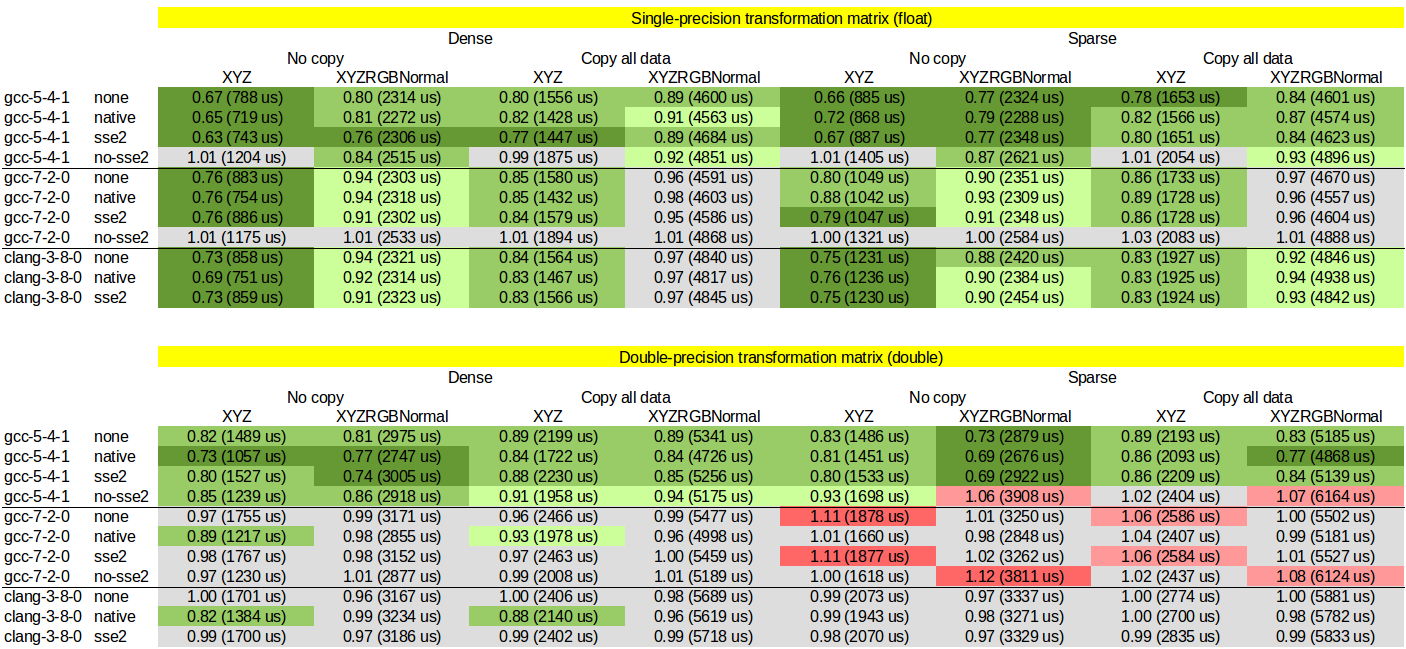 Single-precision transformation matrix (float)
Dense Sparse
No copy Copy all data No copy Copy all data
XYZ XYZRGBNormal XYZ XYZRGBNormal XYZ XYZRGBNormal XYZ XYZRGBNormal
gcc-5-4-1 none 0.67 (788 us) 0.80 (2314 us) 0.80 (1556 us) 0.89 (4600 us) 0.66 (885 us) 0.77 (2324 us) 0.78 (1653 us) 0.84 (4601 us)
gcc-5-4-1 native 0.65 (719 us) 0.81 (2272 us) 0.82 (1428 us) 0.91 (4563 us) 0.72 (868 us) 0.79 (2288 us) 0.82 (1566 us) 0.87 (4574 us)
gcc-5-4-1 sse2 0.63 (743 us) 0.76 (2306 us) 0.77 (1447 us) 0.89 (4684 us) 0.67 (887 us) 0.77 (2348 us) 0.80 (1651 us) 0.84 (4623 us)
gcc-5-4-1 no-sse2 1.01 (1204 us) 0.84 (2515 us) 0.99 (1875 us) 0.92 (4851 us) 1.01 (1405 us) 0.87 (2621 us) 1.01 (2054 us) 0.93 (4896 us)
gcc-7-2-0 none 0.76 (883 us) 0.94 (2303 us) 0.85 (1580 us) 0.96 (4591 us) 0.80 (1049 us) 0.90 (2351 us) 0.86 (1733 us) 0.97 (4670 us)
gcc-7-2-0 native 0.76 (754 us) 0.94 (2318 us) 0.85 (1432 us) 0.98 (4603 us) 0.88 (1042 us) 0.93 (2309 us) 0.89 (1728 us) 0.96 (4557 us)
gcc-7-2-0 sse2 0.76 (886 us) 0.91 (2302 us) 0.84 (1579 us) 0.95 (4586 us) 0.79 (1047 us) 0.91 (2348 us) 0.86 (1728 us) 0.96 (4604 us)
gcc-7-2-0 no-sse2 1.01 (1175 us) 1.01 (2533 us) 1.01 (1894 us) 1.01 (4868 us) 1.00 (1321 us) 1.00 (2584 us) 1.03 (2083 us) 1.01 (4888 us)
clang-3-8-0 none 0.73 (858 us) 0.94 (2321 us) 0.84 (1564 us) 0.97 (4840 us) 0.75 (1231 us) 0.88 (2420 us) 0.83 (1927 us) 0.92 (4846 us)
clang-3-8-0 native 0.69 (751 us) 0.92 (2314 us) 0.83 (1467 us) 0.97 (4817 us) 0.76 (1236 us) 0.90 (2384 us) 0.83 (1925 us) 0.94 (4938 us)
clang-3-8-0 sse2 0.73 (859 us) 0.91 (2323 us) 0.83 (1566 us) 0.97 (4845 us) 0.75 (1230 us) 0.90 (2454 us) 0.83 (1924 us) 0.93 (4842 us)
Double-precision transformation matrix (double)
Dense Sparse
No copy Copy all data No copy Copy all data
XYZ XYZRGBNormal XYZ XYZRGBNormal XYZ XYZRGBNormal XYZ XYZRGBNormal
gcc-5-4-1 none 0.82 (1489 us) 0.81 (2975 us) 0.89 (2199 us) 0.89 (5341 us) 0.83 (1486 us) 0.73 (2879 us) 0.89 (2193 us) 0.83 (5185 us)
gcc-5-4-1 native 0.73 (1057 us) 0.77 (2747 us) 0.84 (1722 us) 0.84 (4726 us) 0.81 (1451 us) 0.69 (2676 us) 0.86 (2093 us) 0.77 (4868 us)
gcc-5-4-1 sse2 0.80 (1527 us) 0.74 (3005 us) 0.88 (2230 us) 0.85 (5256 us) 0.80 (1533 us) 0.69 (2922 us) 0.86 (2209 us) 0.84 (5139 us)
gcc-5-4-1 no-sse2 0.85 (1239 us) 0.86 (2918 us) 0.91 (1958 us) 0.94 (5175 us) 0.93 (1698 us) 1.06 (3908 us) 1.02 (2404 us) 1.07 (6164 us)
gcc-7-2-0 none 0.97 (1755 us) 0.99 (3171 us) 0.96 (2466 us) 0.99 (5477 us) 1.11 (1878 us) 1.01 (3250 us) 1.06 (2586 us) 1.00 (5502 us)
gcc-7-2-0 native 0.89 (1217 us) 0.98 (2855 us) 0.93 (1978 us) 0.96 (4998 us) 1.01 (1660 us) 0.98 (2848 us) 1.04 (2407 us) 0.99 (5181 us)
gcc-7-2-0 sse2 0.98 (1767 us) 0.98 (3152 us) 0.97 (2463 us) 1.00 (5459 us) 1.11 (1877 us) 1.02 (3262 us) 1.06 (2584 us) 1.01 (5527 us)
gcc-7-2-0 no-sse2 0.97 (1230 us) 1.01 (2877 us) 0.99 (2008 us) 1.01 (5189 us) 1.00 (1618 us) 1.12 (3811 us) 1.02 (2437 us) 1.08 (6124 us)
clang-3-8-0 none 1.00 (1701 us) 0.96 (3167 us) 1.00 (2406 us) 0.98 (5689 us) 0.99 (2073 us) 0.97 (3337 us) 1.00 (2774 us) 1.00 (5881 us)
clang-3-8-0 native 0.82 (1384 us) 0.99 (3234 us) 0.88 (2140 us) 0.96 (5619 us) 0.99 (1943 us) 0.98 (3271 us) 1.00 (2700 us) 0.98 (5782 us)
clang-3-8-0 sse2 0.99 (1700 us) 0.97 (3186 us) 0.99 (2402 us) 0.99 (5718 us) 0.98 (2070 us) 0.97 (3329 us) 0.99 (2835 us) 0.99 (5833 us)